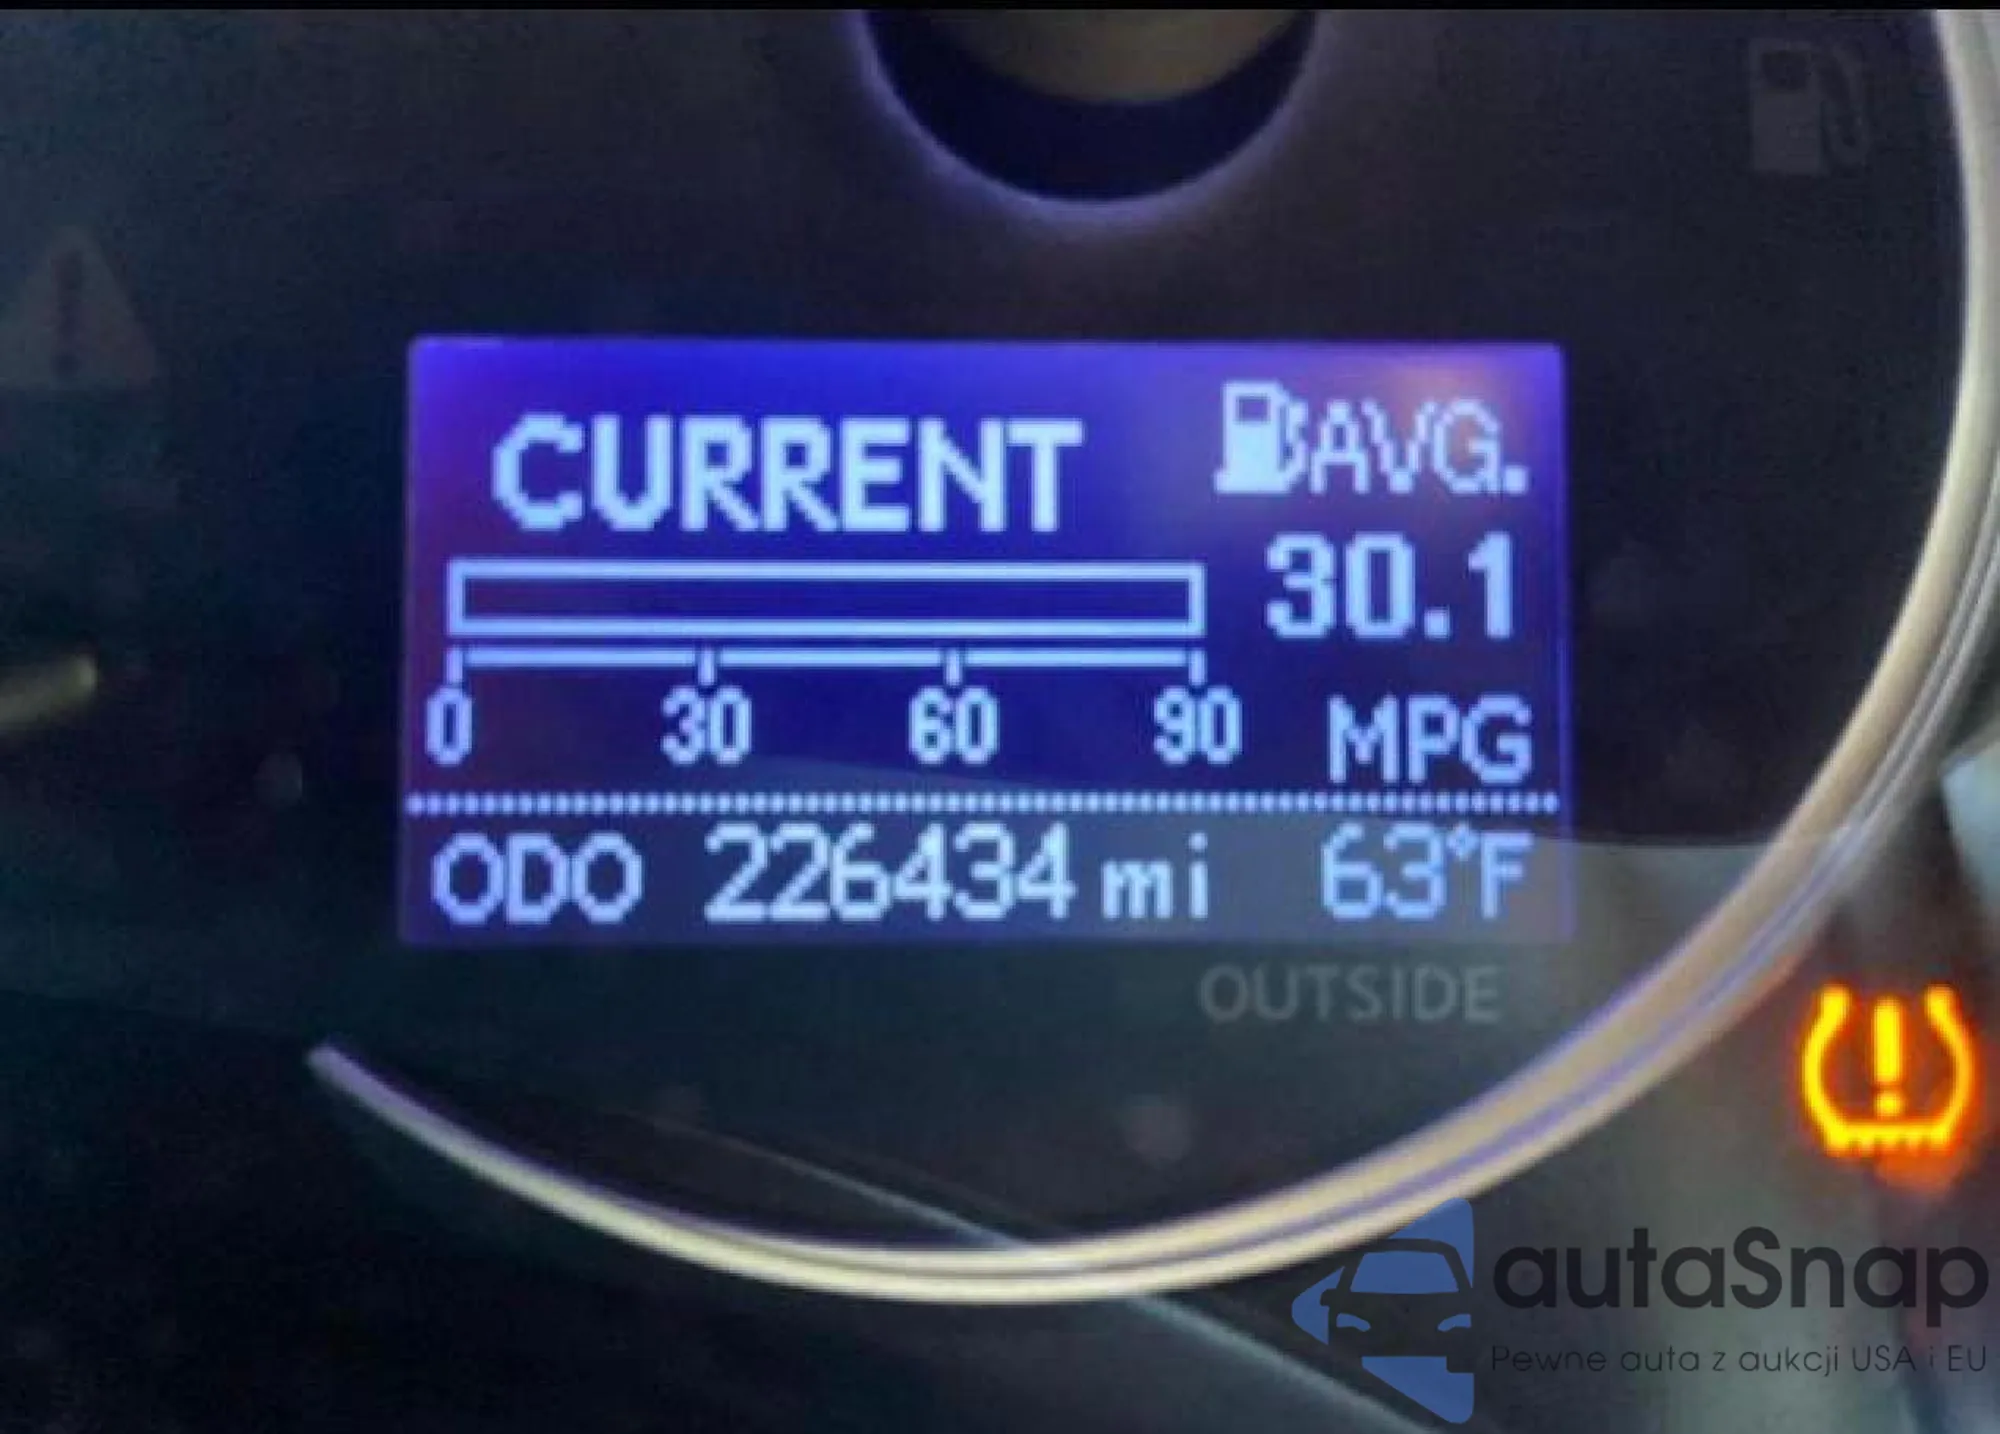 CURRENT
AVG.
30.1
0 30 60 90 MPG
ODO 226434 mi 63°F
OUTSIDE
autaSnap
Pewne auta z aukcji USA i EU